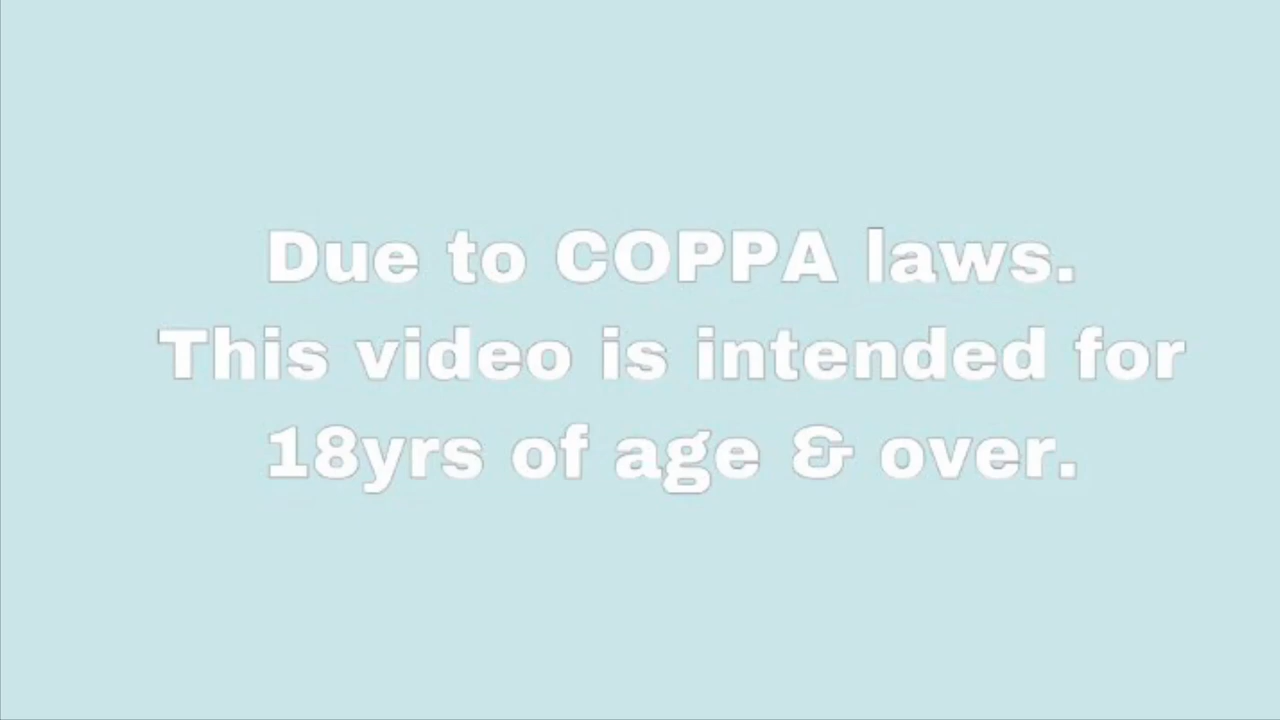 Due to COPPA laws.
This video is intended for
18yrs of age & over.